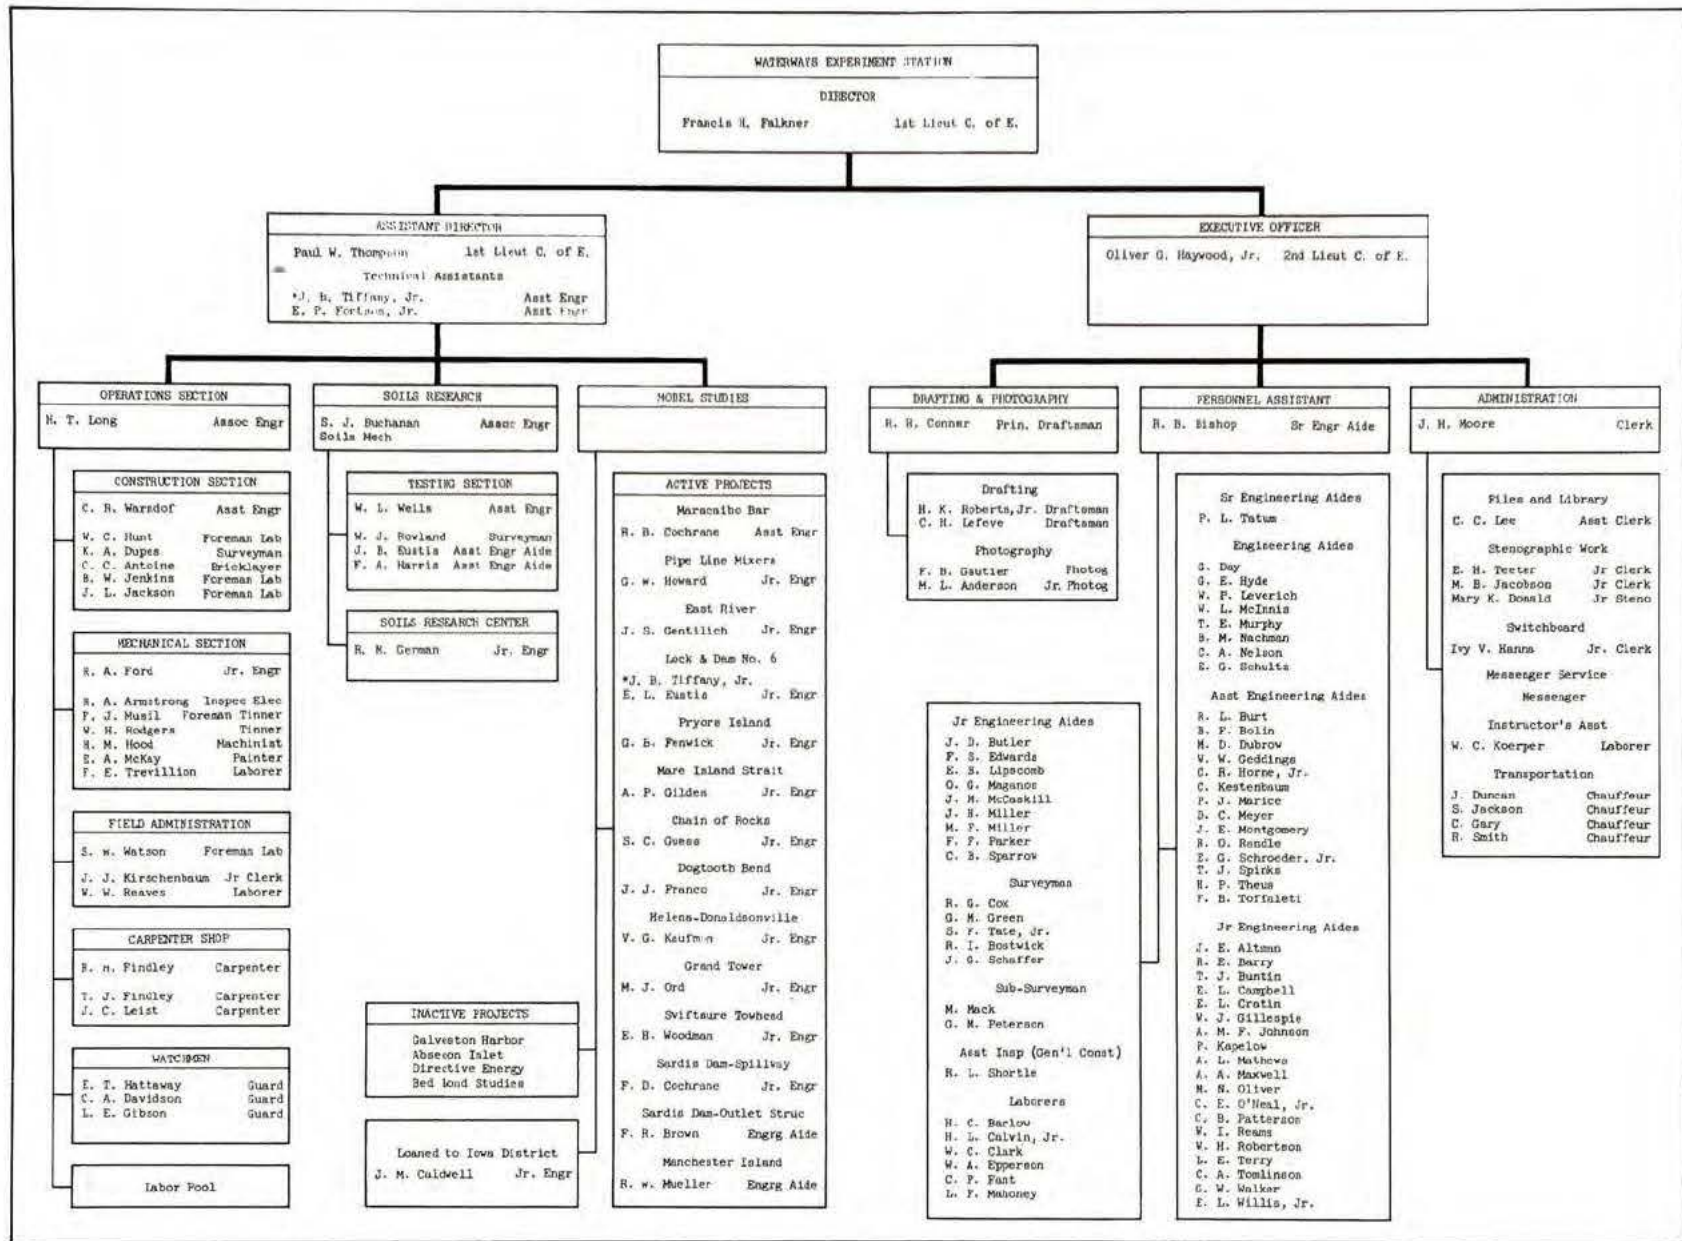 WATERWAYS EXPERIMENT STATION
DIRECTOR
Francis H. Falkner 1st Lieut C. of E.
ASSISTANT DIRECTOR
Paul W. Thompson 1st Lieut C. of E.
Technical Assistants
*J. B. Tiffany, Jr. Asst Engr
E. P. Fortson, Jr. Asst Engr
EXECUTIVE OFFICER
Oliver G. Haywood, Jr. 2nd Lieut C. of E.
OPERATIONS SECTION
H. T. Long Assoc Engr
CONSTRUCTION SECTION
C. R. Warsdof Asst Engr
W. C. Hunt Foreman Lab
K. A. Dupes Surveyman
C. C. Antoine Bricklayer
B. W. Jenkins Foreman Lab
J. L. Jackson Foreman Lab
MECHANICAL SECTION
R. A. Ford Jr. Engr
R. A. Armstrong Inspec Elec
P. J. Musil Foreman Tinner
W. H. Rodgers Tinner
H. M. Hood Machinist
E. A. McKay Painter
F. E. Trevillion Laborer
FIELD ADMINISTRATION
S. W. Watson Foreman Lab
J. J. Kirschenbaum Jr Clerk
W. W. Reaves Laborer
CARPENTER SHOP
R. H. Findley Carpenter
T. J. Findley Carpenter
J. C. Leist Carpenter
WATCHMEN
E. T. Hattaway Guard
C. A. Davidson Guard
L. E. Gibson Guard
Labor Pool
SOILS RESEARCH
S. J. Buchanan Assoc Engr
Soils Mech
TESTING SECTION
W. L. Wells Asst Engr
W. J. Rowland Surveyman
J. B. Eustis Asst Engr Aide
F. A. Harris Asst Engr Aide
SOILS RESEARCH CENTER
R. M. German Jr. Engr
MODEL STUDIES
ACTIVE PROJECTS
Maracaibo Bar
R. B. Cochrane Asst Engr
Pipe Line Mixers
G. W. Howard Jr. Engr
East River
J. S. Gentilich Jr. Engr
Lock & Dam No. 6
*J. B. Tiffany, Jr.
E. L. Eustis Jr. Engr
Pryors Island
G. B. Fenwick Jr. Engr
Mare Island Strait
A. P. Gildea Jr. Engr
Chain of Rocks
S. C. Guess Jr. Engr
Dogtooth Bend
J. J. Franco Jr. Engr
Helena-Donaldsonville
V. G. Kaufman Jr. Engr
Grand Tower
M. J. Ord Jr. Engr
Swiftsure Towhead
E. H. Woodman Jr. Engr
Sardis Dam-Spillway
F. D. Cochrane Jr. Engr
Sardis Dam-Outlet Struc
F. R. Brown Engrg Aide
Manchester Island
R. W. Mueller Engrg Aide
INACTIVE PROJECTS
Galveston Harbor
Absecon Inlet
Directive Energy
Bed Load Studies
Loaned to Iowa District
J. M. Caldwell Jr. Engr
DRAFTING & PHOTOGRAPHY
R. H. Conner Prin. Draftsman
Drafting
H. K. Roberts, Jr. Draftsman
C. H. Lefeve Draftsman
Photography
F. B. Gautier Photog
M. L. Anderson Jr. Photog
PERSONNEL ASSISTANT
R. B. Bishop Sr Engr Aide
Jr Engineering Aides
J. D. Butler
F. S. Edwards
E. B. Lipscomb
O. G. Maganos
J. M. McCaskill
J. H. Miller
M. F. Miller
F. F. Parker
C. B. Sparrow
Surveyman
R. G. Cox
G. M. Green
S. F. Tate, Jr.
R. I. Bostwick
J. G. Schaffer
Sub-Surveyman
M. Mack
G. M. Peterson
Asst Insp (Gen'l Const)
R. L. Shortle
Laborers
H. C. Barlow
H. L. Calvin, Jr.
W. C. Clark
W. A. Epperson
C. P. Fast
L. F. Mahoney
Sr Engineering Aides
P. L. Tatum
Engineering Aides
G. Day
G. E. Hyde
W. P. Leverich
W. L. McInnis
T. E. Murphy
B. M. Nachman
C. A. Nelson
E. G. Schultz
Asst Engineering Aides
R. L. Burt
B. F. Bolin
M. D. Dubrow
W. W. Geddings
C. R. Horne, Jr.
C. Kestenbaum
P. J. Marice
D. C. Meyer
J. E. Montgomery
R. O. Randle
E. G. Schroeder, Jr.
T. J. Spinks
H. P. Theus
F. B. Toffaleti
Jr Engineering Aides
J. E. Altman
R. E. Barry
T. J. Buntin
E. L. Campbell
E. L. Cratin
W. J. Gillespie
A. M. F. Johnson
P. Kapelow
A. L. Mathews
A. A. Maxwell
M. N. Oliver
C. E. O'Neal, Jr.
C. B. Patterson
W. I. Reams
W. H. Robertson
L. E. Terry
C. A. Tomlinson
G. W. Walker
E. L. Willis, Jr.
ADMINISTRATION
J. H. Moore Clerk
Files and Library
C. C. Lee Asst Clerk
Stenographic Work
E. H. Teeter Jr Clerk
M. B. Jacobson Jr Clerk
Mary K. Donald Jr Steno
Switchboard
Ivy V. Hanna Jr. Clerk
Messenger Service
Messenger
Instructor's Asst
W. C. Koerper Laborer
Transportation
J. Duncan Chauffeur
S. Jackson Chauffeur
C. Gary Chauffeur
R. Smith Chauffeur